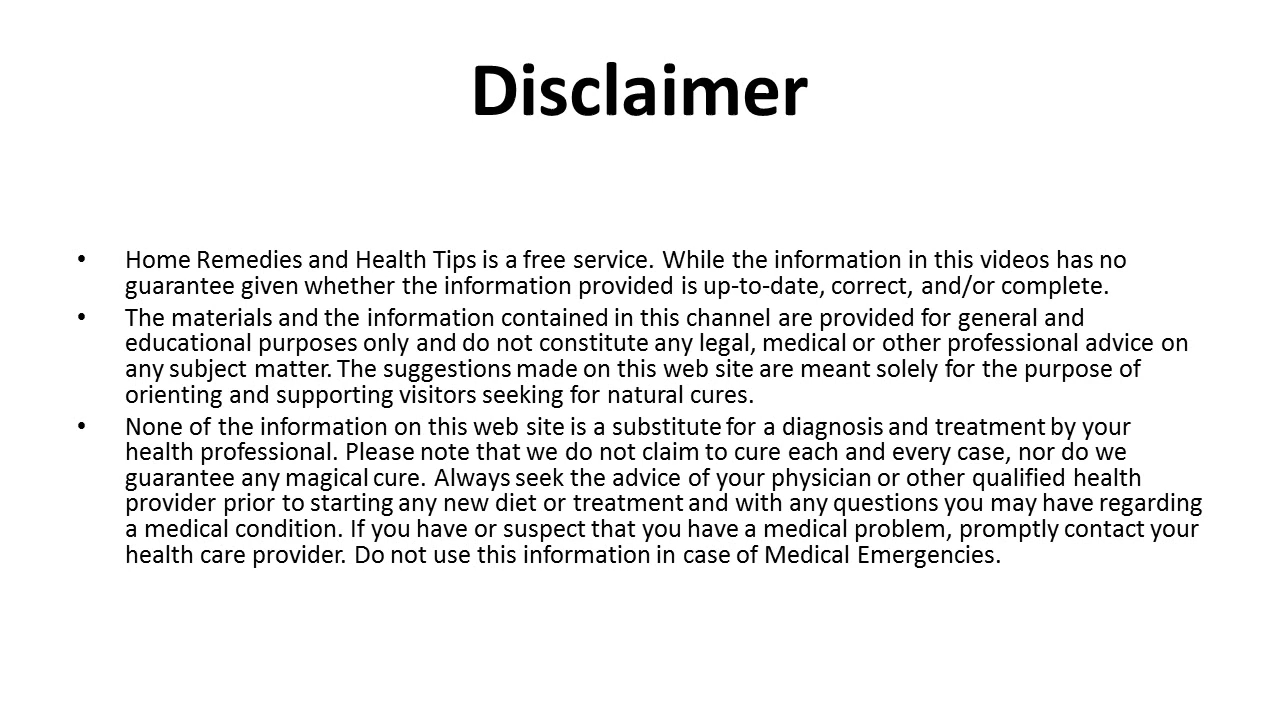 Disclaimer
• Home Remedies and Health Tips is a free service. While the information in this videos has no
guarantee given whether the information provided is up-to-date, correct, and/or complete.
• The materials and the information contained in this channel are provided for general and
educational purposes only and do not constitute any legal, medical or other professional advice on
any subject matter. The suggestions made on this web site are meant solely for the purpose of
orienting and supporting visitors seeking for natural cures.
• None of the information on this web site is a substitute for a diagnosis and treatment by your
health professional. Please note that we do not claim to cure each and every case, nor do we
guarantee any magical cure. Always seek the advice of your physician or other qualified health
provider prior to starting any new diet or treatment and with any questions you may have regarding
a medical condition. If you have or suspect that you have a medical problem, promptly contact your
health care provider. Do not use this information in case of Medical Emergencies.